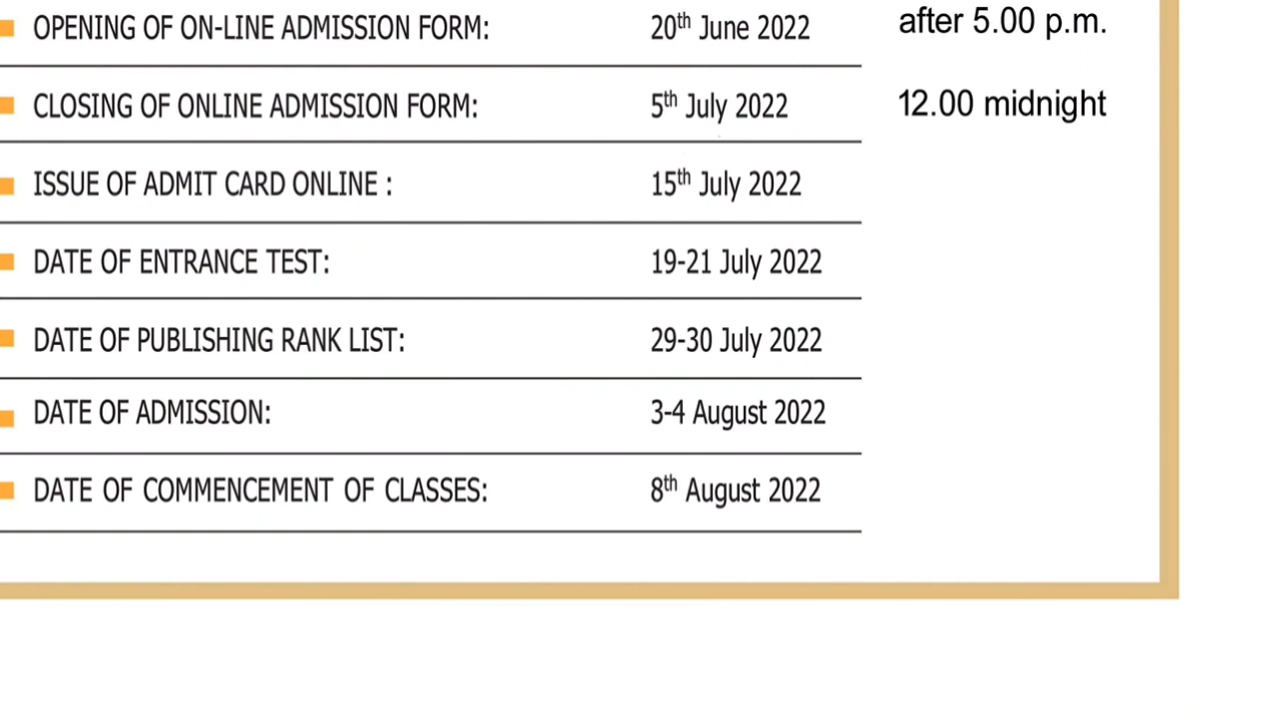 OPENING OF ON-LINE ADMISSION FORM: 20th June 2022 after 5.00 p.m.
CLOSING OF ONLINE ADMISSION FORM: 5th July 2022 12.00 midnight
ISSUE OF ADMIT CARD ONLINE : 15th July 2022
DATE OF ENTRANCE TEST: 19-21 July 2022
DATE OF PUBLISHING RANK LIST: 29-30 July 2022
DATE OF ADMISSION: 3-4 August 2022
DATE OF COMMENCEMENT OF CLASSES: 8th August 2022